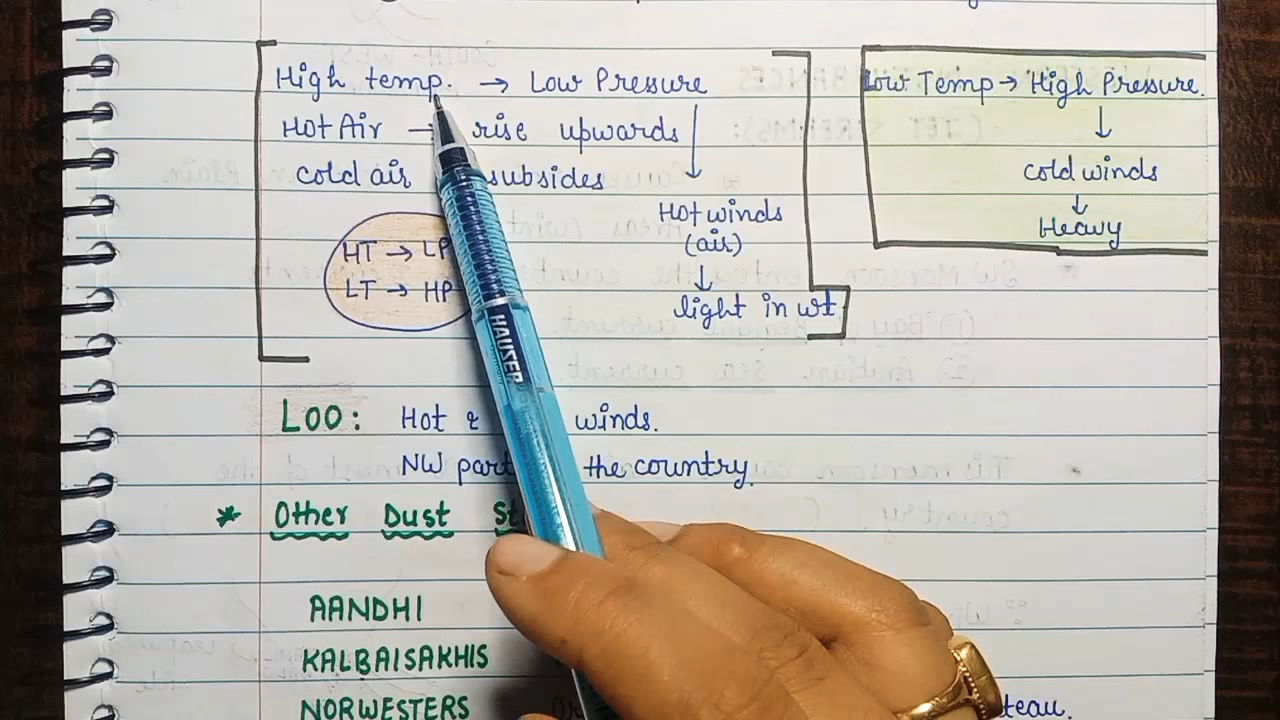 High temp. → Low Pressure
Hot Air → rise upwards
cold air subsides
Hot winds
(air)
light in wt
HT → LP
LT → HP
Low Temp → High Pressure.
cold winds
Heavy
LOO: Hot & winds.
NW part the country.
* Other Dust St
AANDHI
KALBAISAKHIS
NORWESTERS
teau.
HAUSER